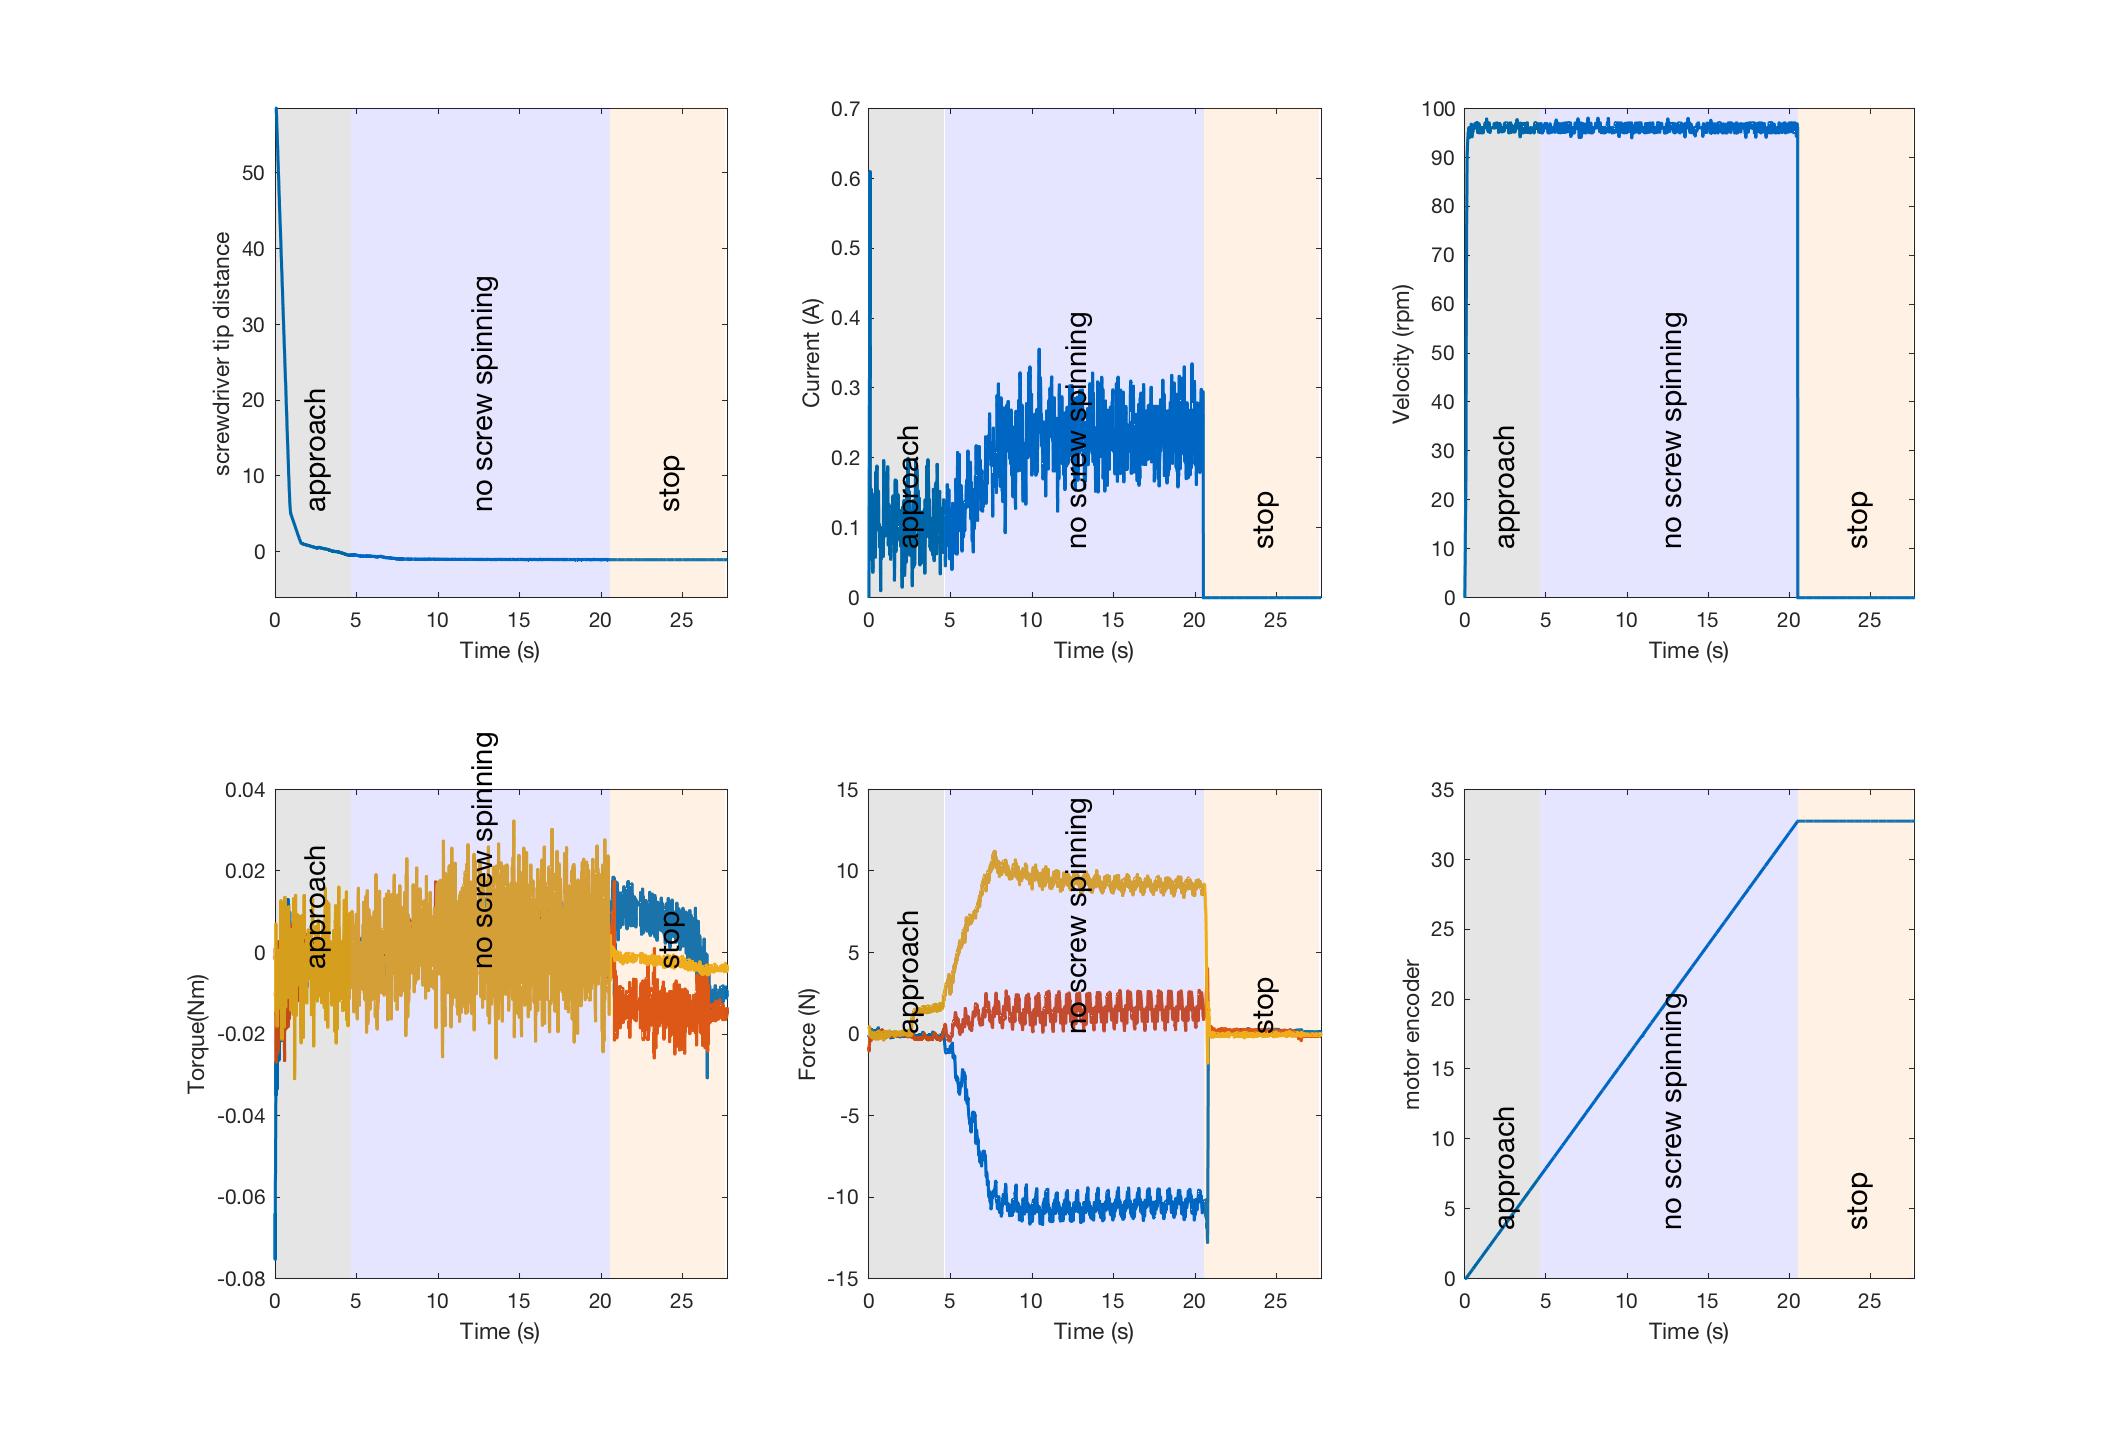 screwdriver tip distance
50
40
30
20
10
0
approach
no screw spinning
stop
0 5 10 15 20 25
Time (s)
Current (A)
0.7
0.6
0.5
0.4
0.3
0.2
0.1
0
approach
no screw spinning
stop
0 5 10 15 20 25
Time (s)
Velocity (rpm)
100
90
80
70
60
50
40
30
20
10
0
approach
no screw spinning
stop
0 5 10 15 20 25
Time (s)
Torque(Nm)
0.04
0.02
0
-0.02
-0.04
-0.06
-0.08
approach
no screw spinning
stop
0 5 10 15 20 25
Time (s)
Force (N)
15
10
5
0
-5
-10
-15
approach
no screw spinning
stop
0 5 10 15 20 25
Time (s)
motor encoder
35
30
25
20
15
10
5
0
approach
no screw spinning
stop
0 5 10 15 20 25
Time (s)